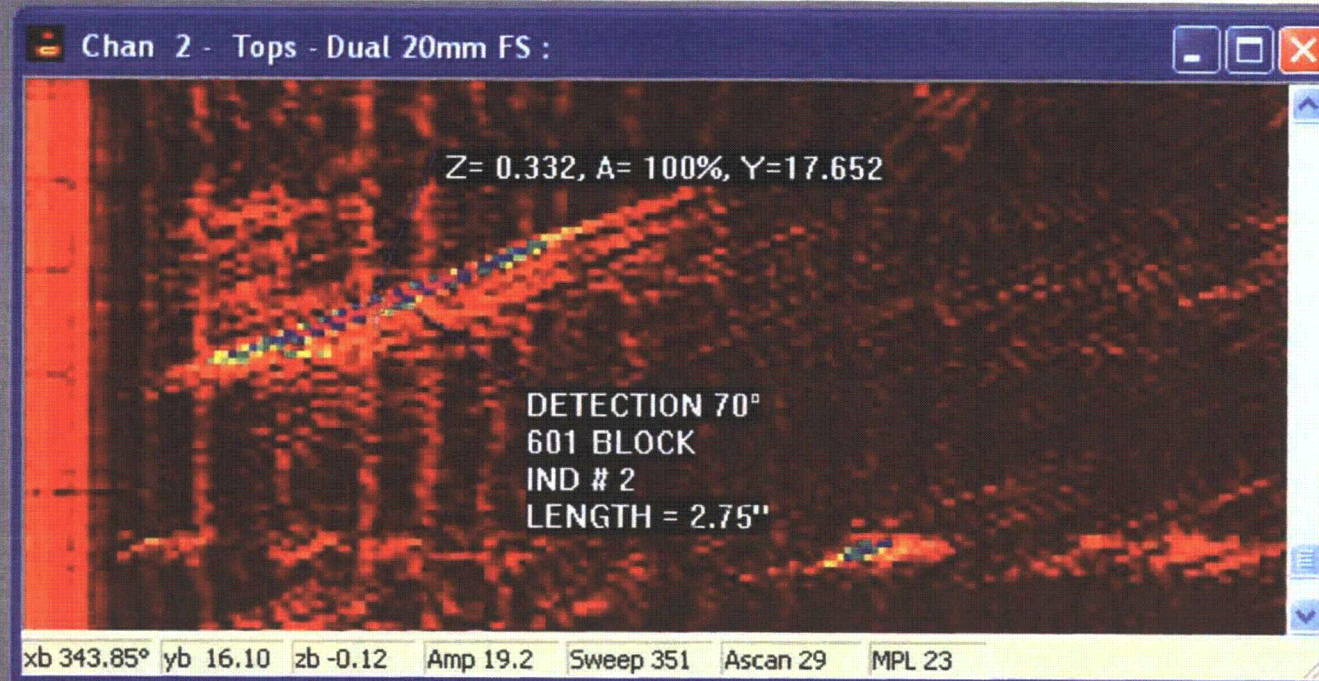 Chan 2 - Tops - Dual 20mm FS :
Z= 0.332, A= 100%, Y=17.652
DETECTION 70°
601 BLOCK
IND # 2
LENGTH = 2.75"
xb 343.85° yb 16.10 zb -0.12 Amp 19.2 Sweep 351 Ascan 29 MPL 23